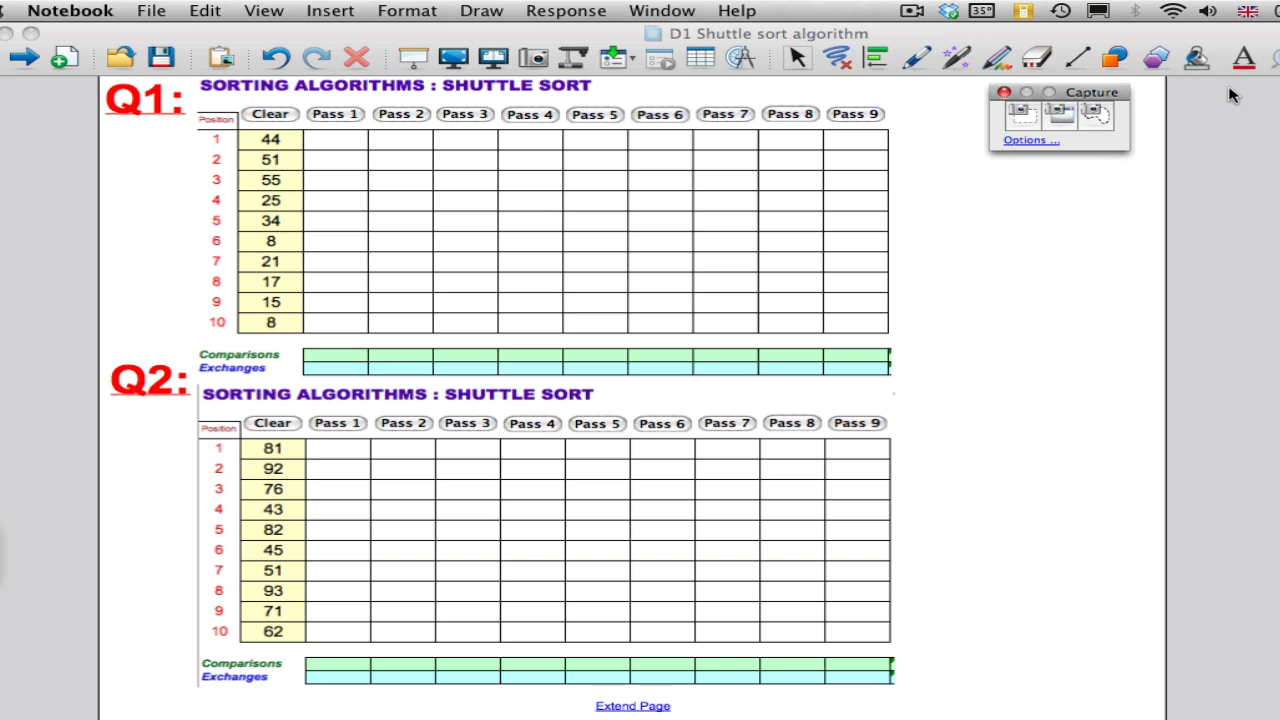 Notebook File Edit View Insert Format Draw Response Window Help 35°
D1 Shuttle sort algorithm
Capture
Options ...
Q1:
SORTING ALGORITHMS : SHUTTLE SORT
Position Clear Pass 1 Pass 2 Pass 3 Pass 4 Pass 5 Pass 6 Pass 7 Pass 8 Pass 9
1 44
2 51
3 55
4 25
5 34
6 8
7 21
8 17
9 15
10 8
Comparisons
Exchanges
Q2:
SORTING ALGORITHMS : SHUTTLE SORT
Position Clear Pass 1 Pass 2 Pass 3 Pass 4 Pass 5 Pass 6 Pass 7 Pass 8 Pass 9
1 81
2 92
3 76
4 43
5 82
6 45
7 51
8 93
9 71
10 62
Comparisons
Exchanges
Extend Page